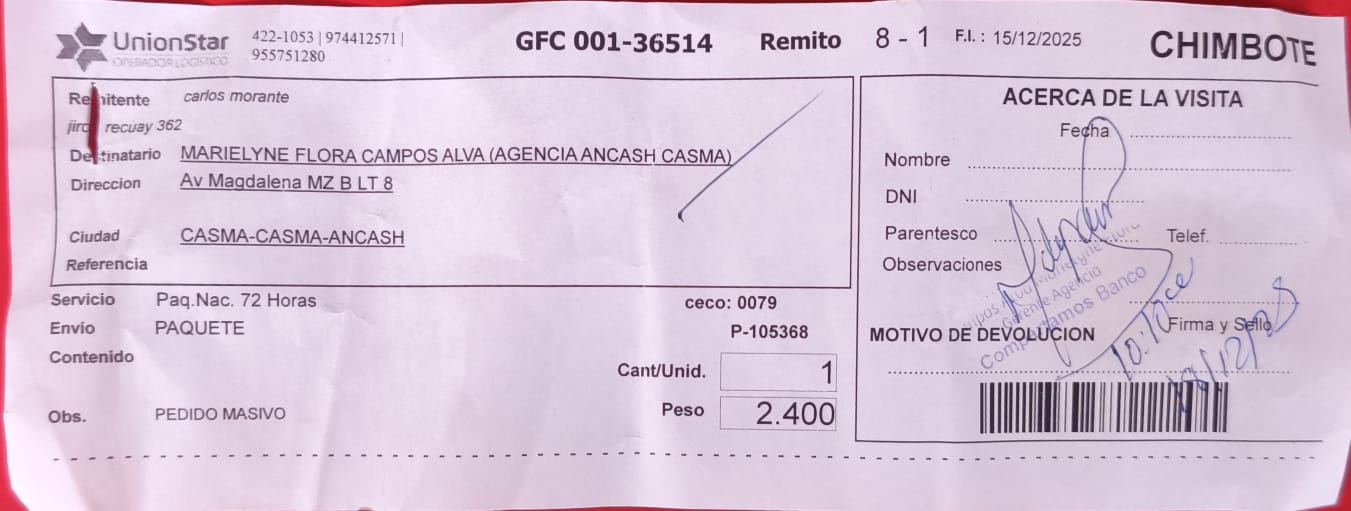 UnionStar
OPERADOR LOGISTICO
422-1053 | 974412571 |
955751280
GFC 001-36514
Remito 8 - 1
F.I. : 15/12/2025
CHIMBOTE
Remitente carlos morante
recuay 362
Destinatario MARIELYNE FLORA CAMPOS ALVA (AGENCIA ANCASH CASMA)
Direccion Av Magdalena MZ B LT 8
Ciudad CASMA-CASMA-ANCASH
Referencia
Servicio Paq.Nac. 72 Horas
ceco: 0079
Envío PAQUETE
P-105368
Contenido
Cant/Unid. 1
Peso 2.400
Obs. PEDIDO MASIVO
ACERCA DE LA VISITA
Fecha
Nombre
DNI
Parentesco
Telef.
Observaciones
Gerente Agencia
Compartamos Banco
MOTIVO DE DEVOLUCION
Firma y Sello